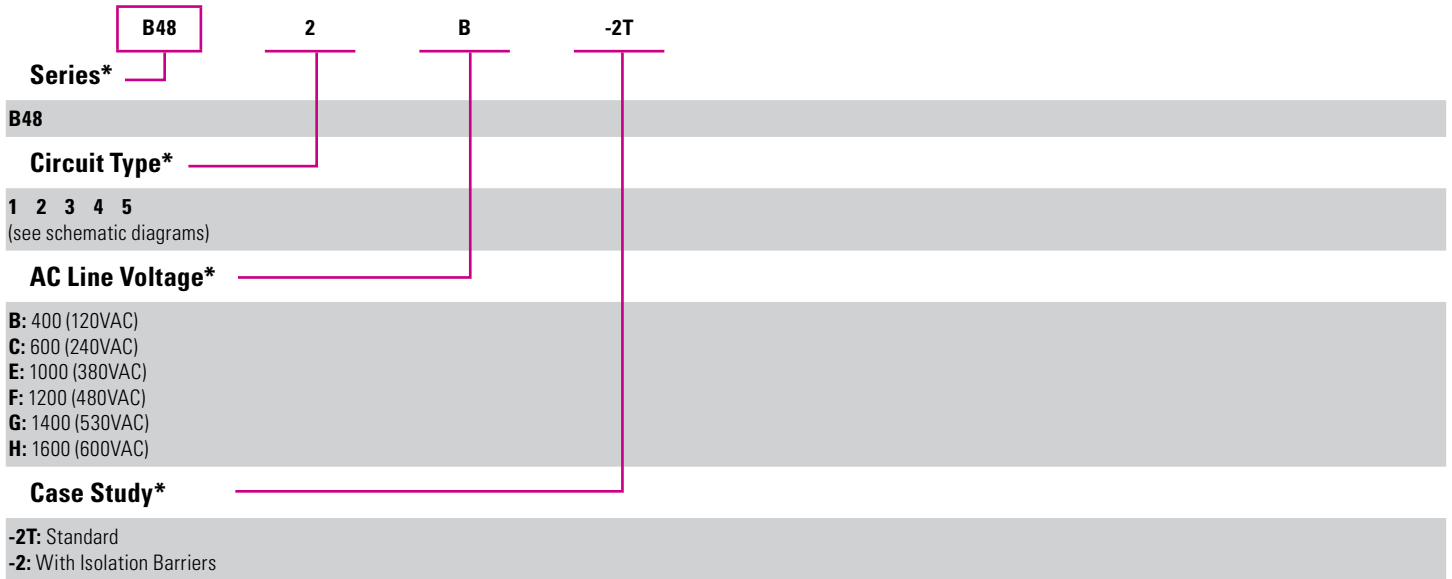 B48 2 B -2T
Series*
B48
Circuit Type*
1 2 3 4 5
(see schematic diagrams)
AC Line Voltage*
B: 400 (120VAC)
C: 600 (240VAC)
E: 1000 (380VAC)
F: 1200 (480VAC)
G: 1400 (530VAC)
H: 1600 (600VAC)
Case Study*
-2T: Standard
-2: With Isolation Barriers